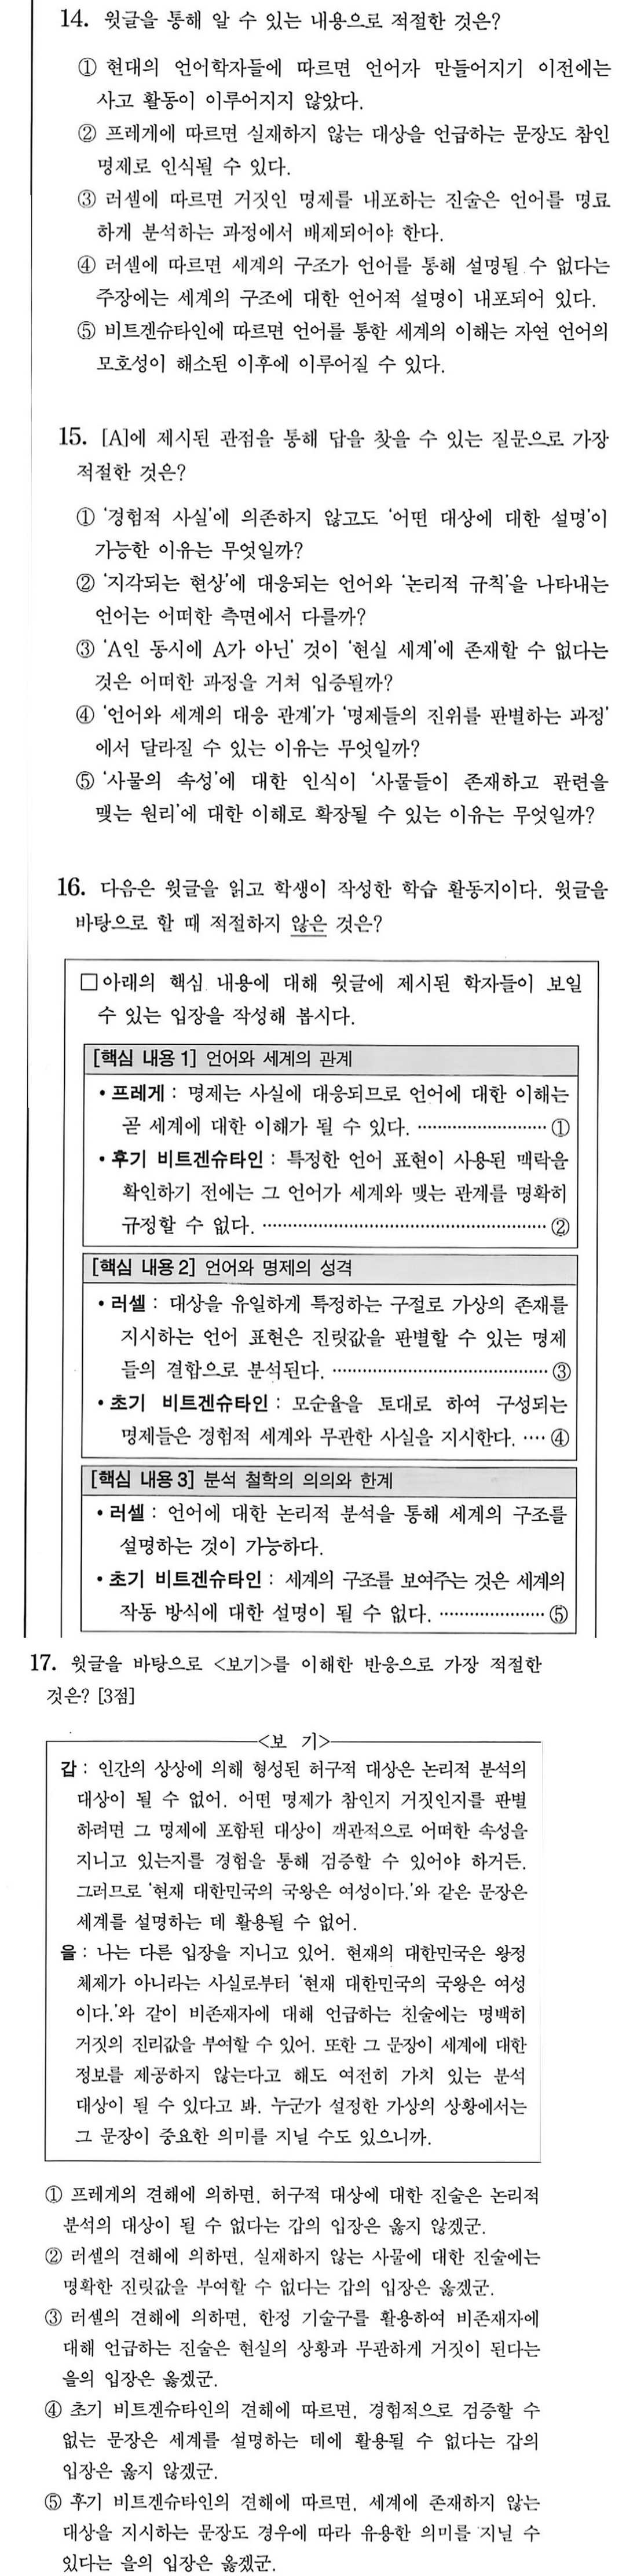 14. 윗글을 통해 알 수 있는 내용으로 적절한 것은?
① 현대의 언어학자들에 따르면 언어가 만들어지기 이전에는
사고 활동이 이루어지지 않았다.
② 프레게에 따르면 실재하지 않는 대상을 언급하는 문장도 참인
명제로 인식될 수 있다.
③ 러셀에 따르면 거짓인 명제를 내포하는 진술은 언어를 명료
하게 분석하는 과정에서 배제되어야 한다.
④ 러셀에 따르면 세계의 구조가 언어를 통해 설명될 수 없다는
주장에는 세계의 구조에 대한 언어적 설명이 내포되어 있다.
⑤ 비트겐슈타인에 따르면 언어를 통한 세계의 이해는 자연 언어의
모호성이 해소된 이후에 이루어질 수 있다.
15. [A]에 제시된 관점을 통해 답을 찾을 수 있는 질문으로 가장
적절한 것은?
① '경험적 사실'에 의존하지 않고도 '어떤 대상에 대한 설명'이
가능한 이유는 무엇일까?
② '지각되는 현상'에 대응되는 언어와 '논리적 규칙'을 나타내는
언어는 어떠한 측면에서 다를까?
③ 'A인 동시에 A가 아닌' 것이 '현실 세계'에 존재할 수 없다는
것은 어떠한 과정을 거쳐 입증될까?
④ '언어와 세계의 대응 관계'가 '명제들의 진위를 판별하는 과정'
에서 달라질 수 있는 이유는 무엇일까?
⑤ '사물의 속성'에 대한 인식이 '사물들이 존재하고 관련을
맺는 원리'에 대한 이해로 확장될 수 있는 이유는 무엇일까?
16. 다음은 윗글을 읽고 학생이 작성한 학습 활동지이다. 윗글을
바탕으로 할 때 적절하지 않은 것은?
□ 아래의 핵심 내용에 대해 윗글에 제시된 학자들이 보일
수 있는 입장을 작성해 봅시다.
[핵심 내용 1] 언어와 세계의 관계
• 프레게 : 명제는 사실에 대응되므로 언어에 대한 이해는
곧 세계에 대한 이해가 될 수 있다. ························ ①
• 후기 비트겐슈타인 : 특정한 언어 표현이 사용된 맥락을
확인하기 전에는 그 언어가 세계와 맺는 관계를 명확히
규정할 수 없다. ···················································· ②
[핵심 내용 2] 언어와 명제의 성격
• 러셀 : 대상을 유일하게 특정하는 구절로 가상의 존재를
지시하는 언어 표현은 진릿값을 판별할 수 있는 명제
들의 결합으로 분석된다. ······································· ③
• 초기 비트겐슈타인 : 모순율을 토대로 하여 구성되는
명제들은 경험적 세계와 무관한 사실을 지시한다. ···· ④
[핵심 내용 3] 분석 철학의 의의와 한계
• 러셀 : 언어에 대한 논리적 분석을 통해 세계의 구조를
설명하는 것이 가능하다.
• 초기 비트겐슈타인 : 세계의 구조를 보여주는 것은 세계의
작동 방식에 대한 설명이 될 수 없다. ··················· ⑤
17. 윗글을 바탕으로 <보기>를 이해한 반응으로 가장 적절한
것은? [3점]
<보 기>
갑 : 인간의 상상에 의해 형성된 허구적 대상은 논리적 분석의
대상이 될 수 없어. 어떤 명제가 참인지 거짓인지를 판별
하려면 그 명제에 포함된 대상이 객관적으로 어떠한 속성을
지니고 있는지를 경험을 통해 검증할 수 있어야 하거든.
그러므로 '현재 대한민국의 국왕은 여성이다.'와 같은 문장은
세계를 설명하는 데 활용될 수 없어.
을 : 나는 다른 입장을 지니고 있어. 현재의 대한민국은 왕정
체제가 아니라는 사실로부터 '현재 대한민국의 국왕은 여성
이다.'와 같이 비존재자에 대해 언급하는 진술에는 명백히
거짓의 진리값을 부여할 수 있어. 또한 그 문장이 세계에 대한
정보를 제공하지 않는다고 해도 여전히 가치 있는 분석
대상이 될 수 있다고 봐. 누군가 설정한 가상의 상황에서는
그 문장이 중요한 의미를 지닐 수도 있으니까.
① 프레게의 견해에 의하면, 허구적 대상에 대한 진술은 논리적
분석의 대상이 될 수 없다는 갑의 입장은 옳지 않겠군.
② 러셀의 견해에 의하면, 실재하지 않는 사물에 대한 진술에는
명확한 진릿값을 부여할 수 없다는 갑의 입장은 옳겠군.
③ 러셀의 견해에 의하면, 한정 기술구를 활용하여 비존재자에
대해 언급하는 진술은 현실의 상황과 무관하게 거짓이 된다는
을의 입장은 옳겠군.
④ 초기 비트겐슈타인의 견해에 따르면, 경험적으로 검증할 수
없는 문장은 세계를 설명하는 데에 활용될 수 없다는 갑의
입장은 옳지 않겠군.
⑤ 후기 비트겐슈타인의 견해에 따르면, 세계에 존재하지 않는
대상을 지시하는 문장도 경우에 따라 유용한 의미를 지닐 수
있다는 을의 입장은 옳겠군.